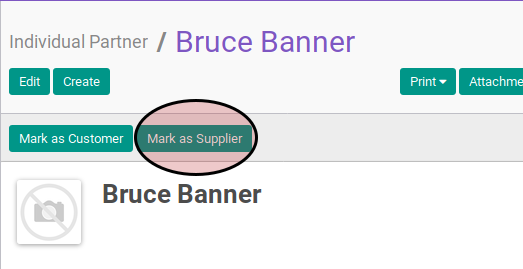 Individual Partner / Bruce Banner
Edit Create Print Attachme
Mark as Customer Mark as Supplier
Bruce Banner